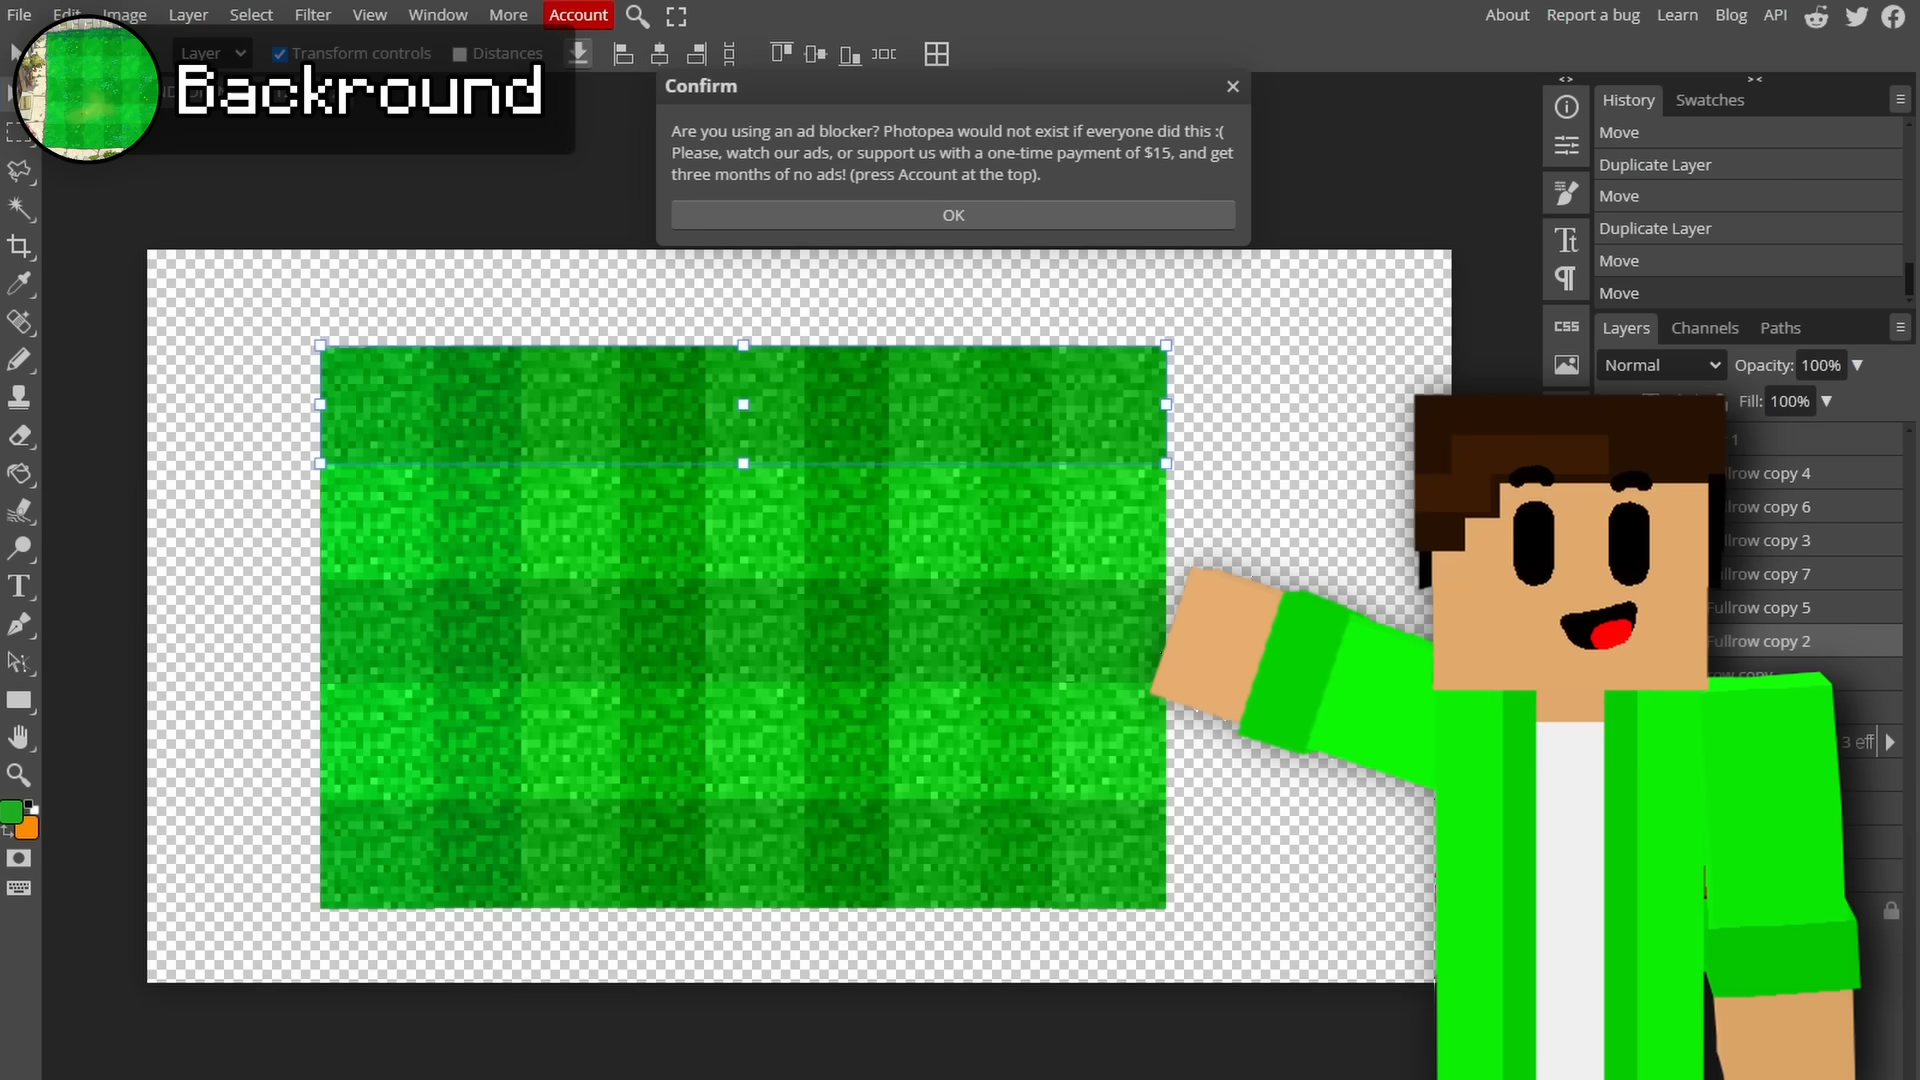 File Edit Image Layer Select Filter View Window More Account
About Report a bug Learn Blog API
Layer Transform controls Distances
Backround
Confirm
Are you using an ad blocker? Photopea would not exist if everyone did this :(
Please, watch our ads, or support us with a one-time payment of $15, and get
three months of no ads! (press Account at the top).
OK
History Swatches
Move
Duplicate Layer
Move
Duplicate Layer
Move
Move
CSS
Layers Channels Paths
Normal Opacity: 100%
Fill: 100%
1
copy 4
copy 6
copy 3
copy 7
Fullrow copy 5
Fullrow copy 2
copy
3 eff